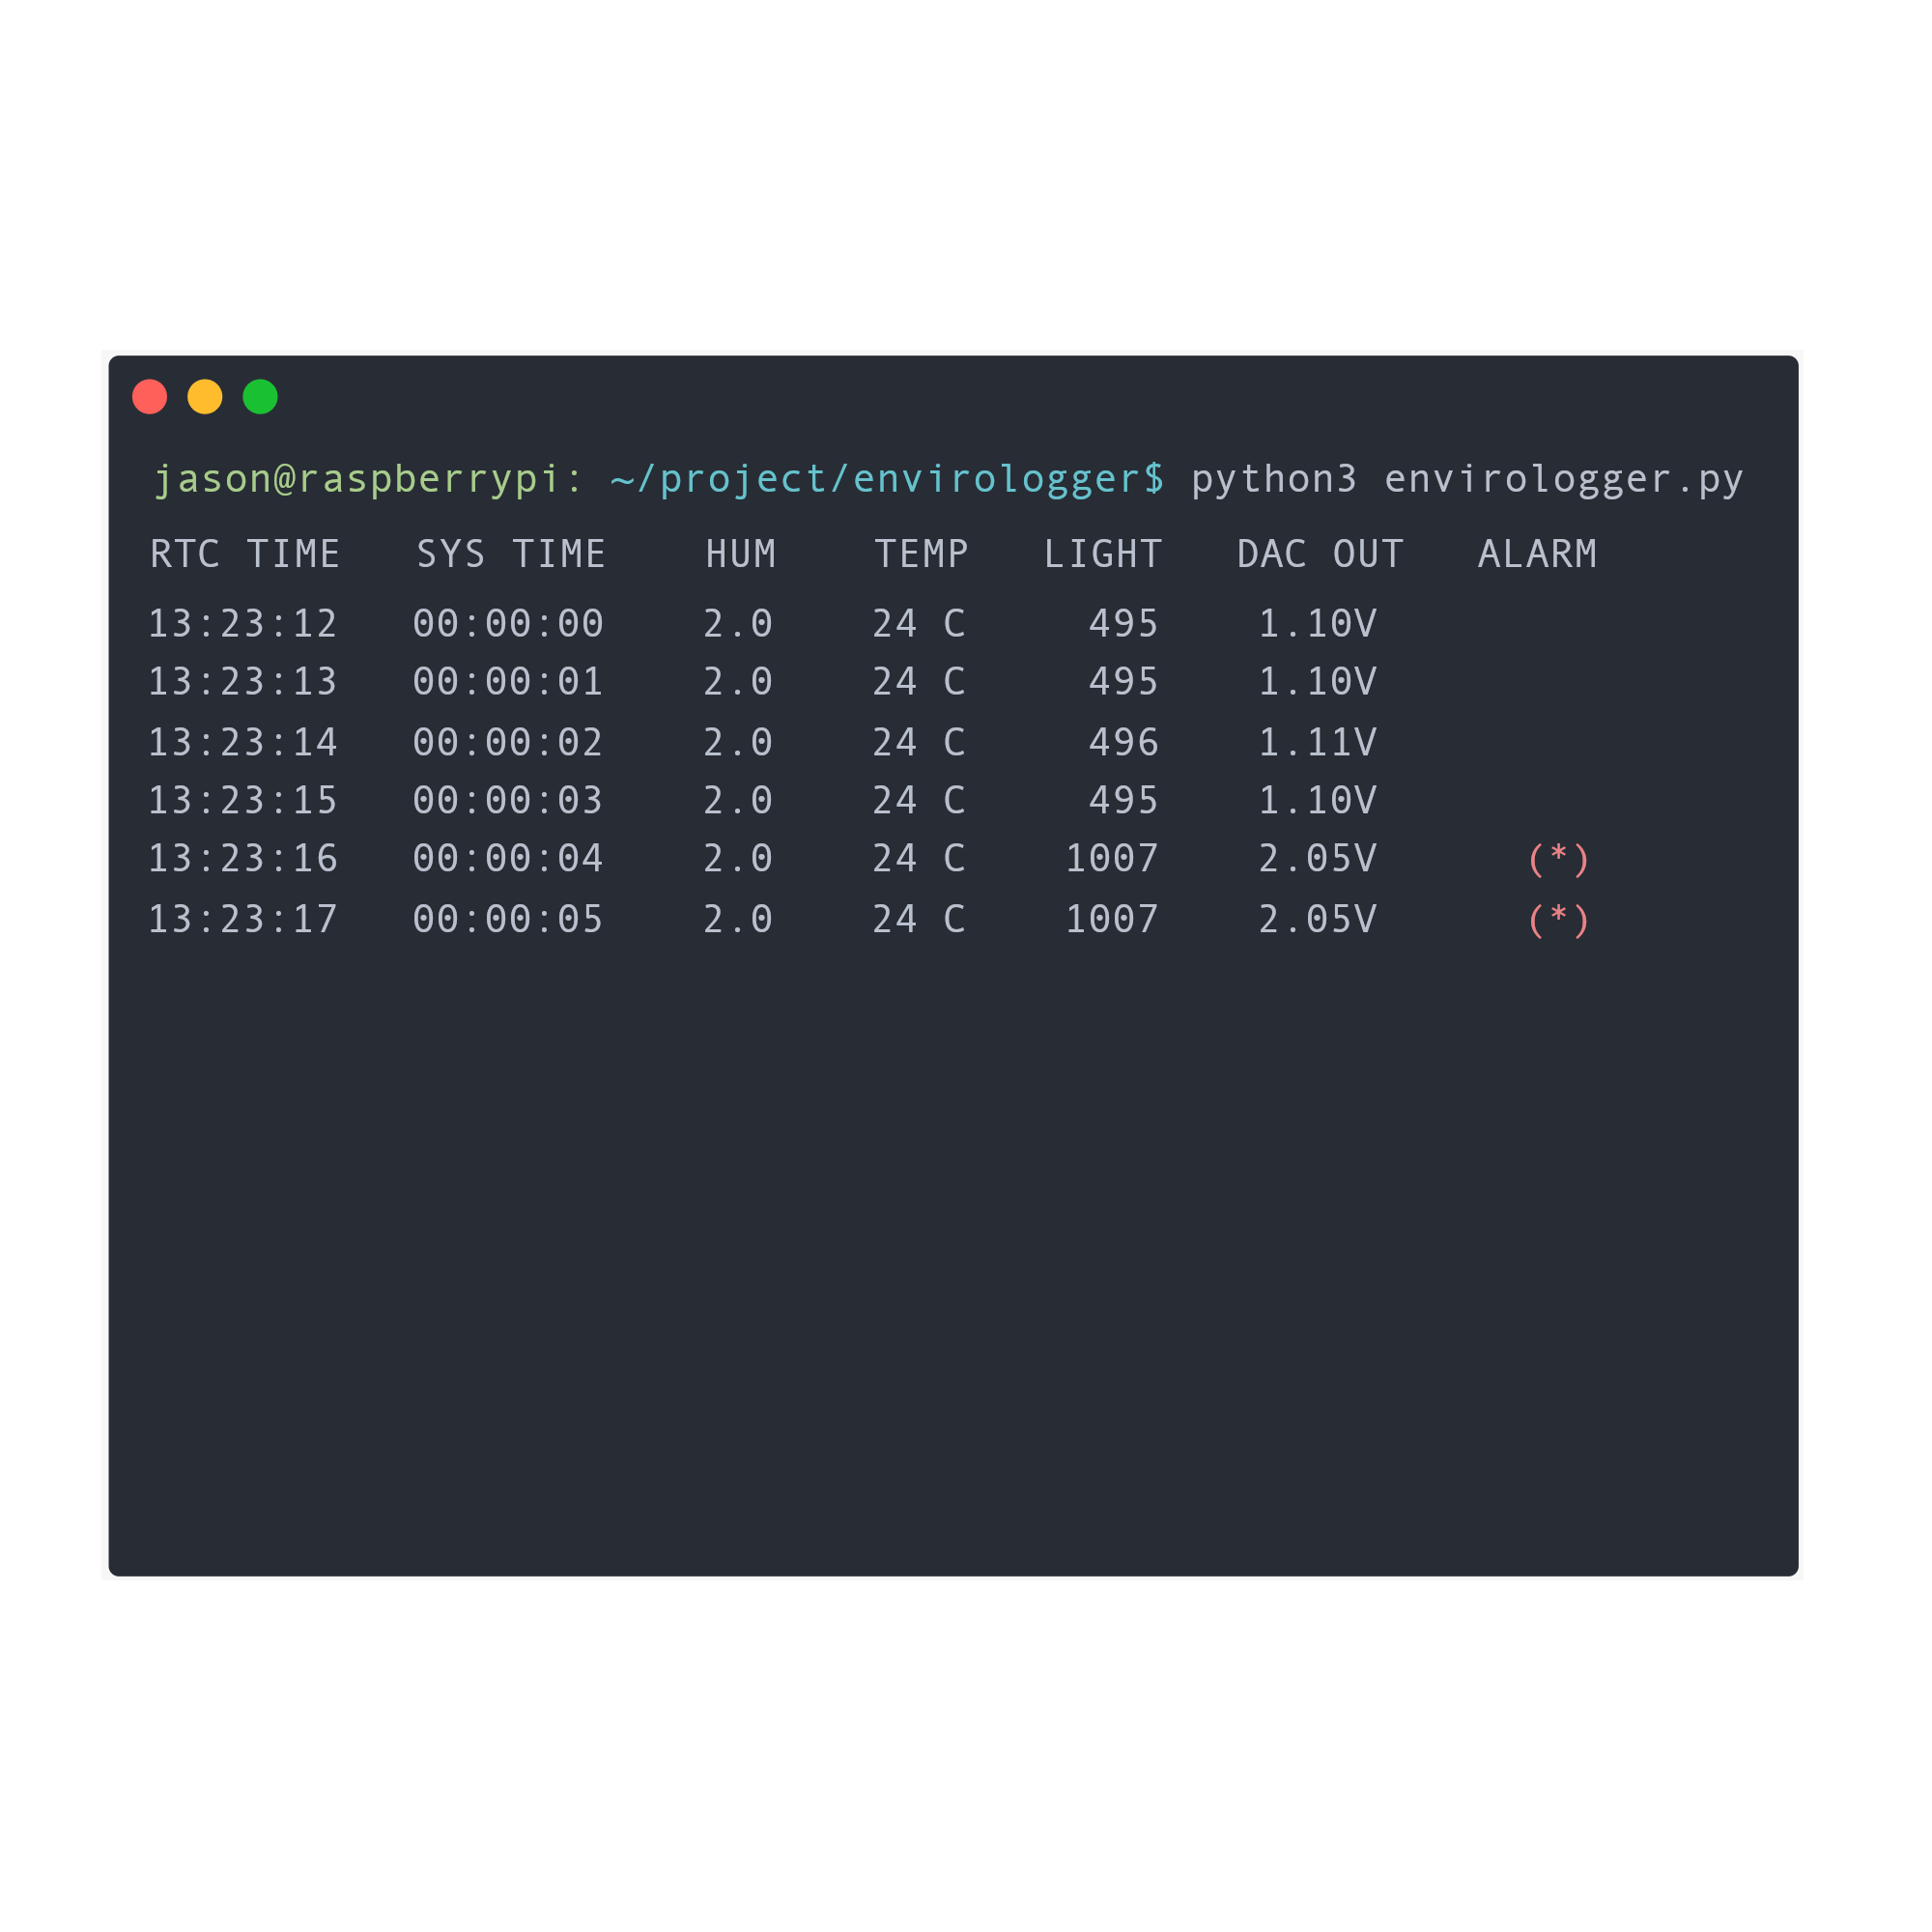 jason@raspberrypi: ~/project/envirologger$ python3 envirologger.py
RTC TIME SYS TIME HUM TEMP LIGHT DAC OUT ALARM
13:23:12 00:00:00 2.0 24 C 495 1.10V
13:23:13 00:00:01 2.0 24 C 495 1.10V
13:23:14 00:00:02 2.0 24 C 496 1.11V
13:23:15 00:00:03 2.0 24 C 495 1.10V
13:23:16 00:00:04 2.0 24 C 1007 2.05V (*)
13:23:17 00:00:05 2.0 24 C 1007 2.05V (*)